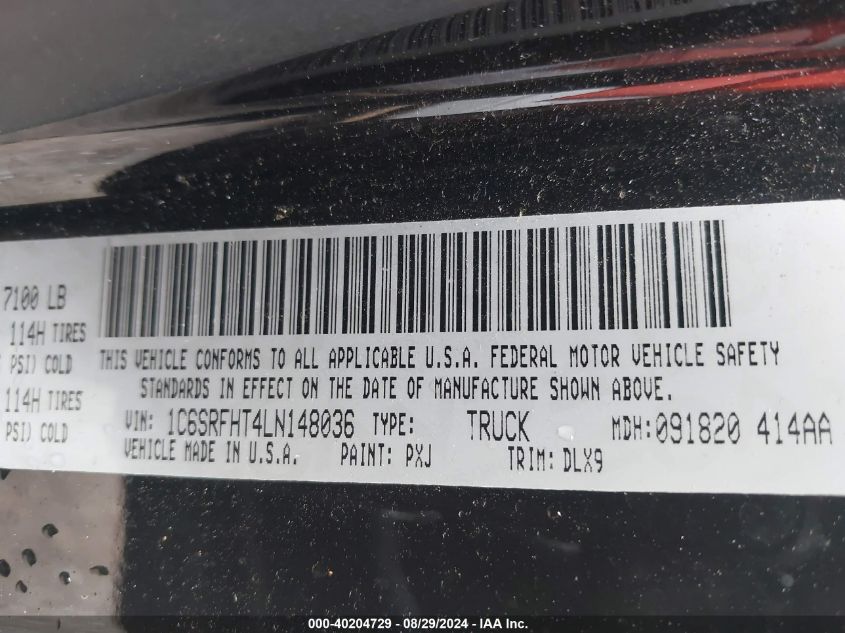 7100 LB
114H TIRES
PSI) COLD
114H TIRES
PSI) COLD
THIS VEHICLE CONFORMS TO ALL APPLICABLE U.S.A. FEDERAL MOTOR VEHICLE SAFETY
STANDARDS IN EFFECT ON THE DATE OF MANUFACTURE SHOWN ABOVE.
VIN: 1C6SRFHT4LN148036 TYPE: TRUCK MDH:091820 414AA
VEHICLE MADE IN U.S.A. PAINT: PXJ TRIM: DLX9
000-40204729 - 08/29/2024 - IAA Inc.